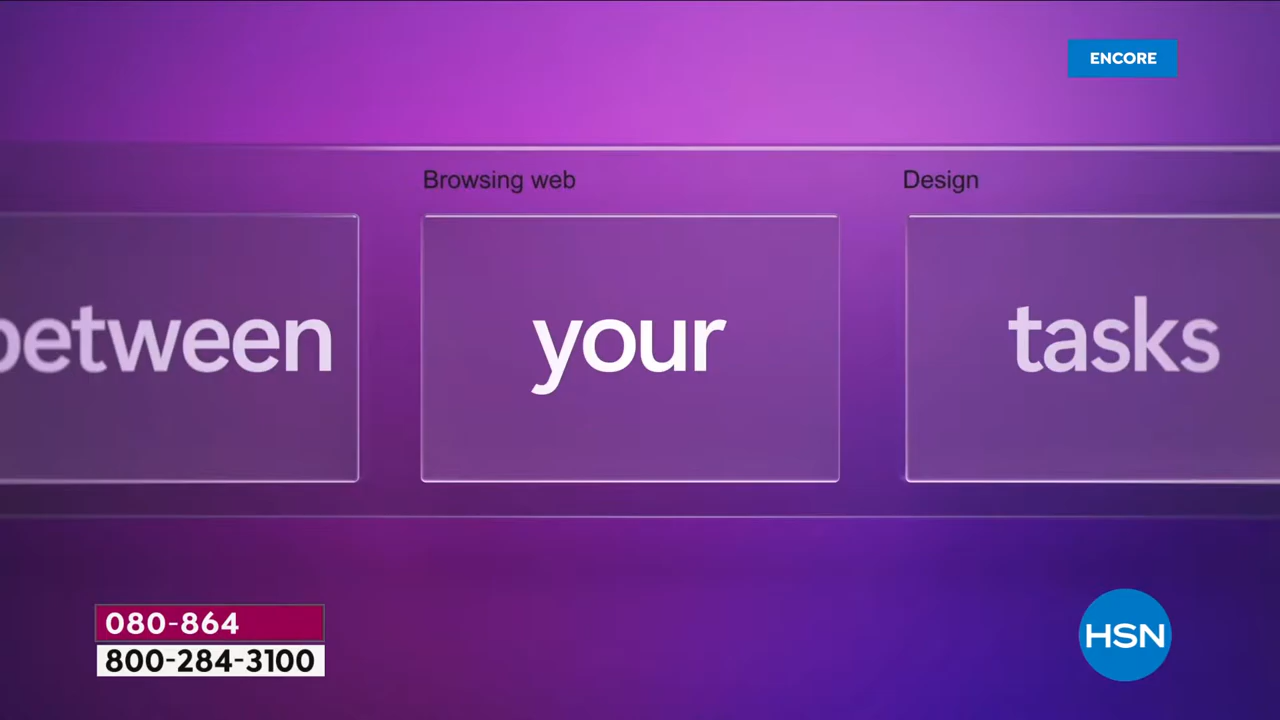 ENCORE
Browsing web
Design
between
your
tasks
080-864
800-284-3100
HSN